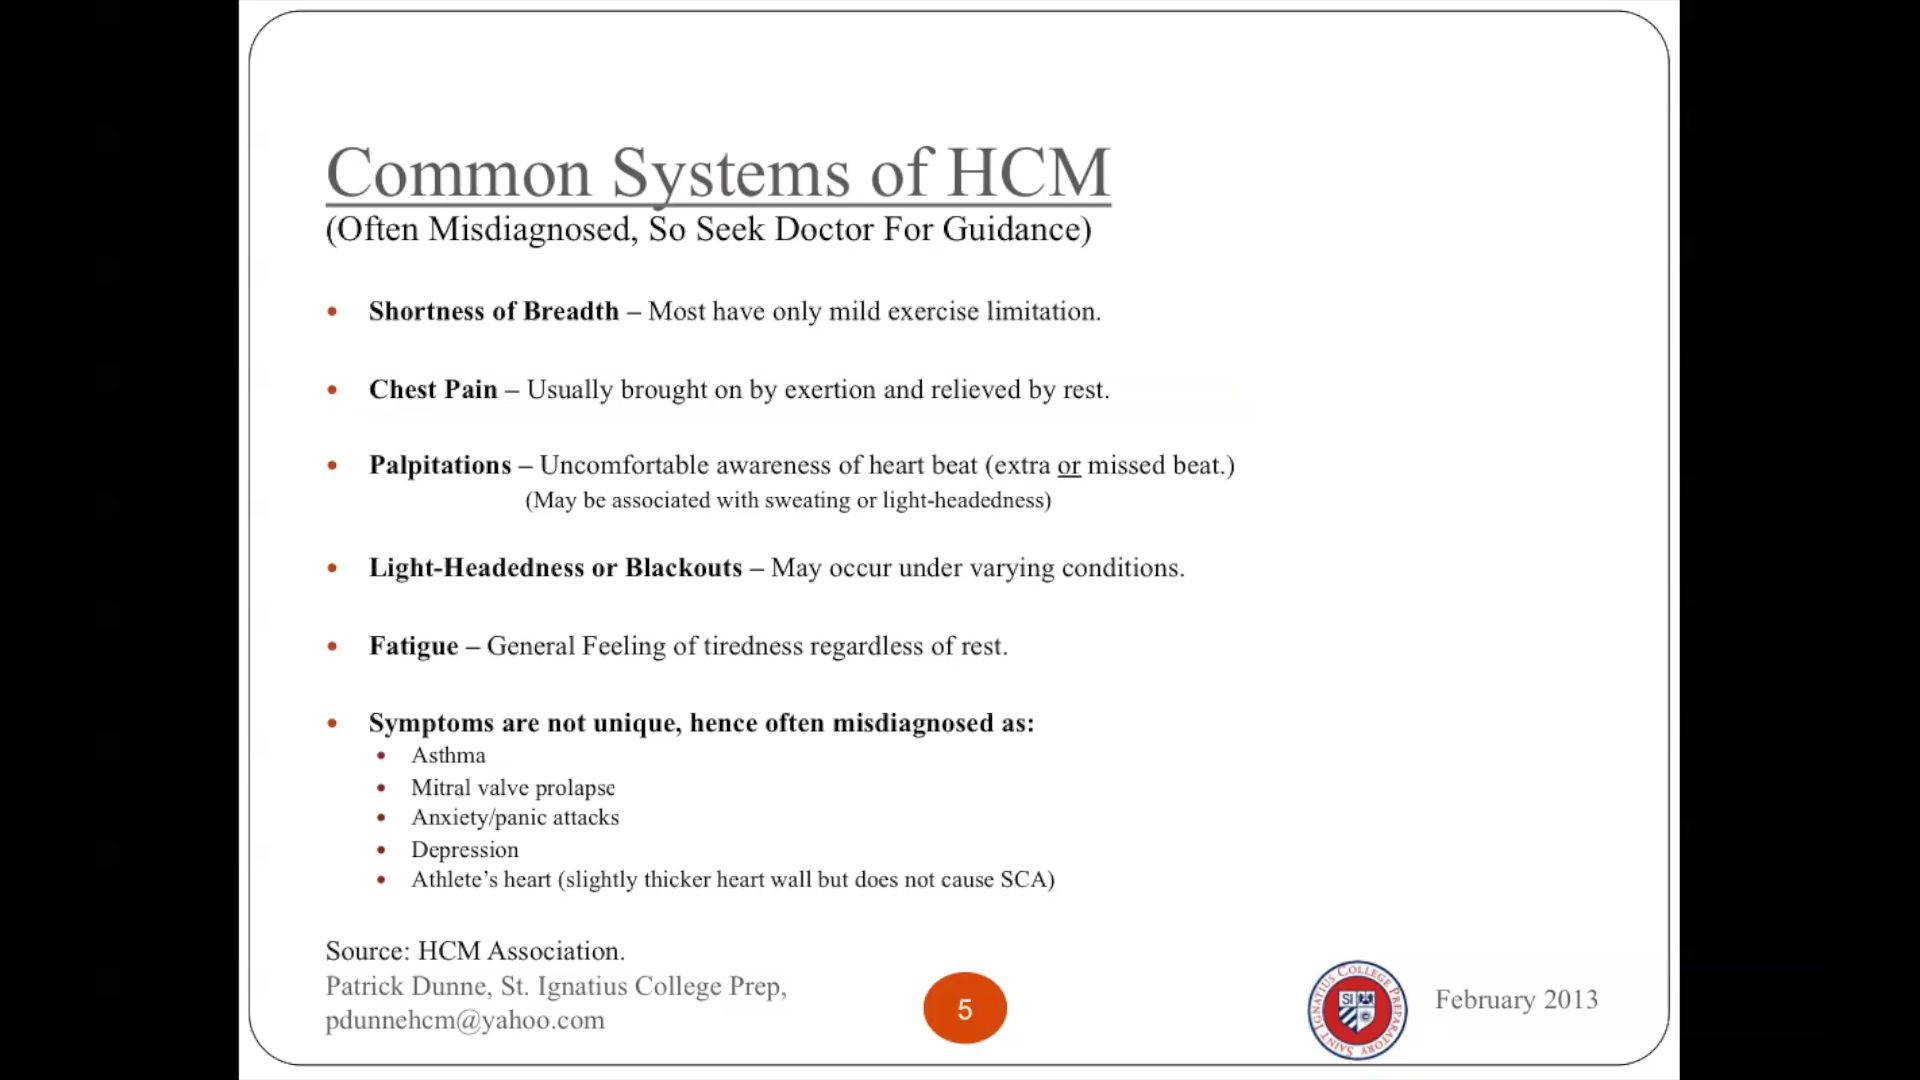 Common Systems of HCM
(Often Misdiagnosed, So Seek Doctor For Guidance)
• Shortness of Breadth – Most have only mild exercise limitation.
• Chest Pain – Usually brought on by exertion and relieved by rest.
• Palpitations – Uncomfortable awareness of heart beat (extra or missed beat.)
(May be associated with sweating or light-headedness)
• Light-Headedness or Blackouts – May occur under varying conditions.
• Fatigue – General Feeling of tiredness regardless of rest.
• Symptoms are not unique, hence often misdiagnosed as:
• Asthma
• Mitral valve prolapse
• Anxiety/panic attacks
• Depression
• Athlete’s heart (slightly thicker heart wall but does not cause SCA)
Source: HCM Association.
Patrick Dunne, St. Ignatius College Prep,
pdunnehcm@yahoo.com
5
SAINT IGNATIUS COLLEGE PREPARATORY
SI
February 2013